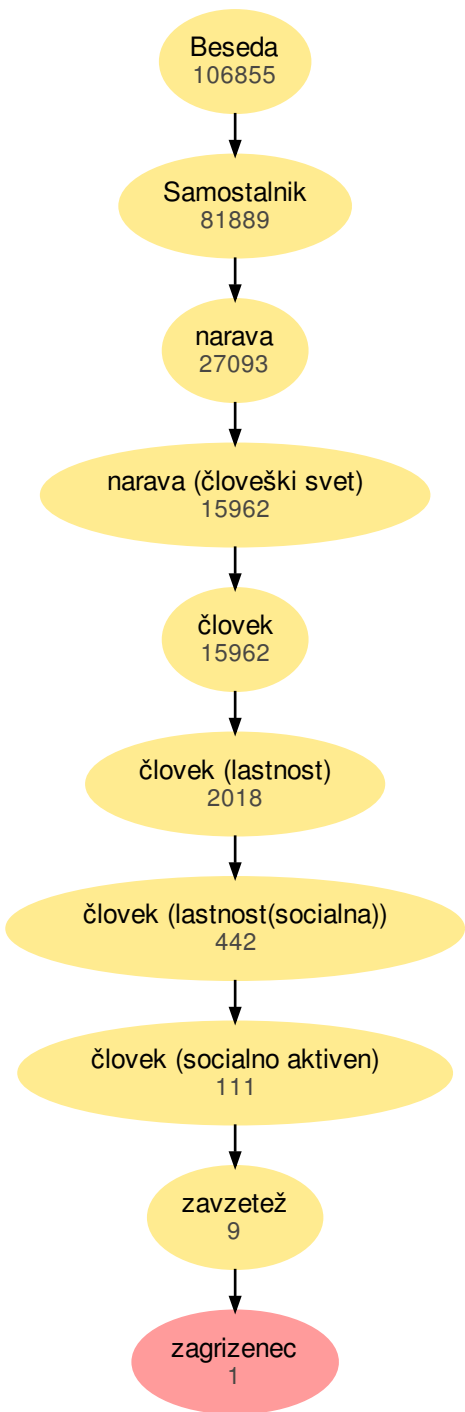 Beseda
106855
Samostalnik
81889
narava
27093
narava (človeški svet)
15962
človek
15962
človek (lastnost)
2018
človek (lastnost(socialna))
442
človek (socialno aktiven)
111
zavzetež
9
zagrizenec
1